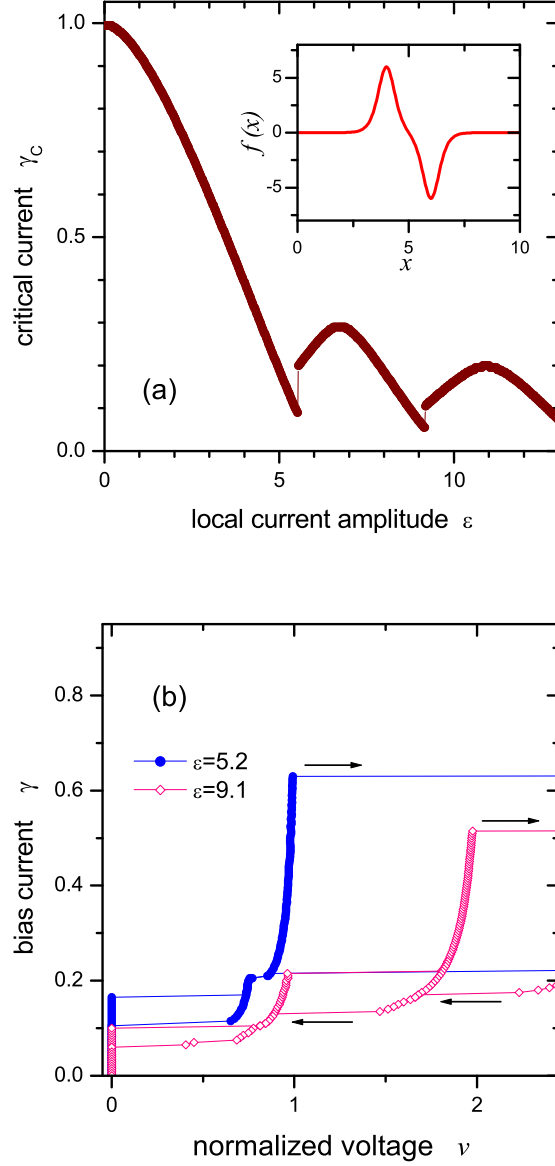 1.0
0.5
0.0
critical current γC
5
0
-5
f (x)
0
5
10
x
(a)
0
5
10
local current amplitude ε
0.8
0.6
0.4
0.2
0.0
bias current γ
(b)
ε=5.2
ε=9.1
0
1
2
normalized voltage v